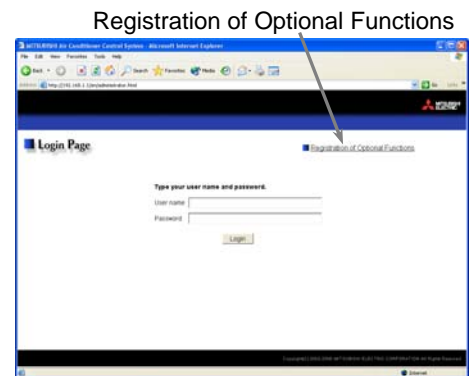 Registration of Optional Functions
MITSUBISHI Air Conditioner Control System - Microsoft Internet Explorer
File Edit View Favorites Tools Help
Back Search Favorites Media
Go Links
MITSUBISHI
ELECTRIC
Login Page
Registration of Optional Functions
Type your user name and password.
User name
Password
Login
Internet